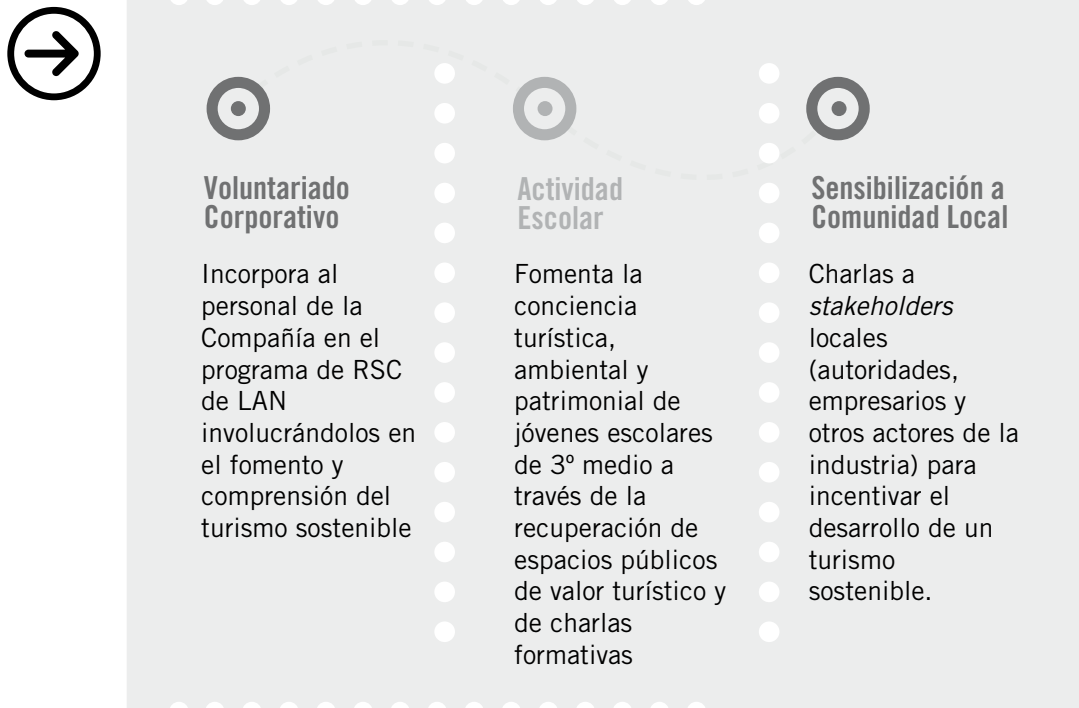 Voluntariado
Corporativo
Incorpora al
personal de la
Compañía en el
programa de RSC
de LAN
involucrándolos en
el fomento y
comprensión del
turismo sostenible
Actividad
Escolar
Fomenta la
conciencia
turística,
ambiental y
patrimonial de
jóvenes escolares
de 3º medio a
través de la
recuperación de
espacios públicos
de valor turístico y
de charlas
formativas
Sensibilización a
Comunidad Local
Charlas a
stakeholders
locales
(autoridades,
empresarios y
otros actores de la
industria) para
incentivar el
desarrollo de un
turismo
sostenible.